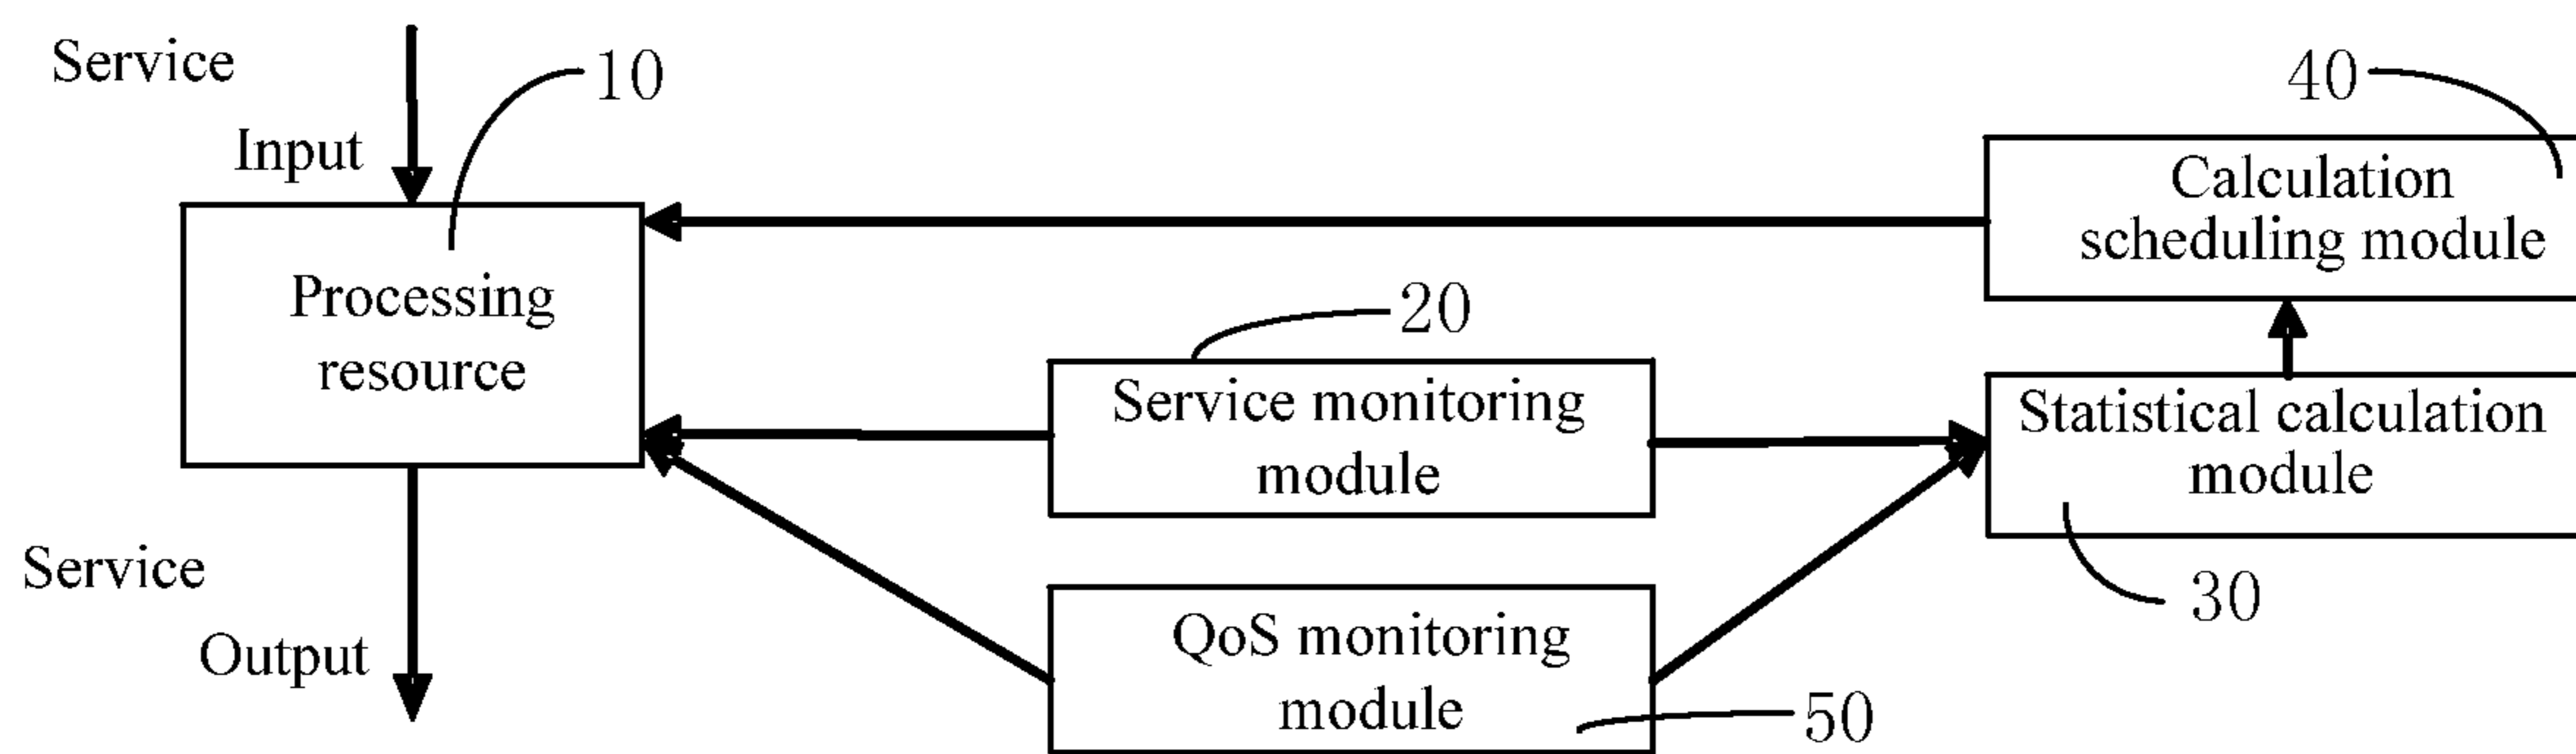 Service
Input
10
40
Calculation
scheduling module
Processing
resource
20
Service monitoring
module
Statistical calculation
module
30
Service
Output
QoS monitoring
module
50